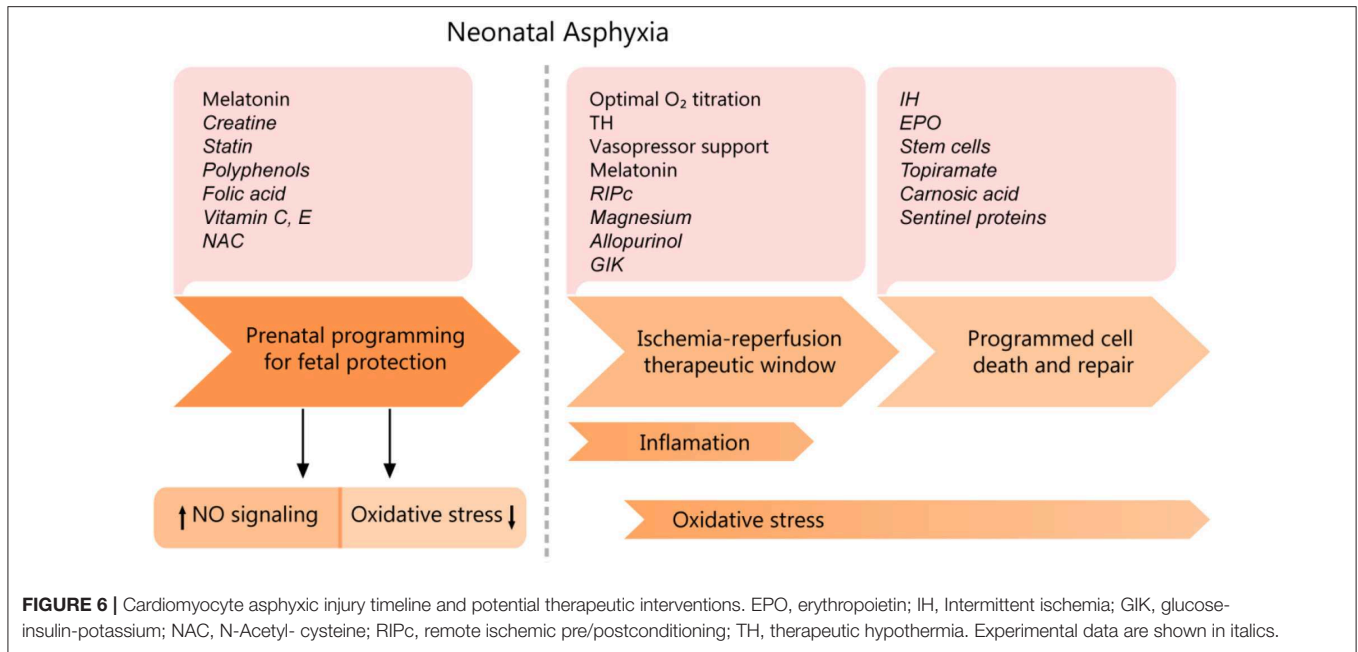 Neonatal Asphyxia
Melatonin
Creatine
Statin
Polyphenols
Folic acid
Vitamin C, E
NAC
Optimal O₂ titration
TH
Vasopressor support
Melatonin
RIPc
Magnesium
Allopurinol
GIK
IH
EPO
Stem cells
Topiramate
Carnosic acid
Sentinel proteins
Prenatal programming
for fetal protection
Ischemia-reperfusion
therapeutic window
Programmed cell
death and repair
Inflamation
↑ NO signaling
Oxidative stress ↓
Oxidative stress
FIGURE 6 | Cardiomyocyte asphyxic injury timeline and potential therapeutic interventions. EPO, erythropoietin; IH, Intermittent ischemia; GIK, glucose-
insulin-potassium; NAC, N-Acetyl- cysteine; RIPc, remote ischemic pre/postconditioning; TH, therapeutic hypothermia. Experimental data are shown in italics.